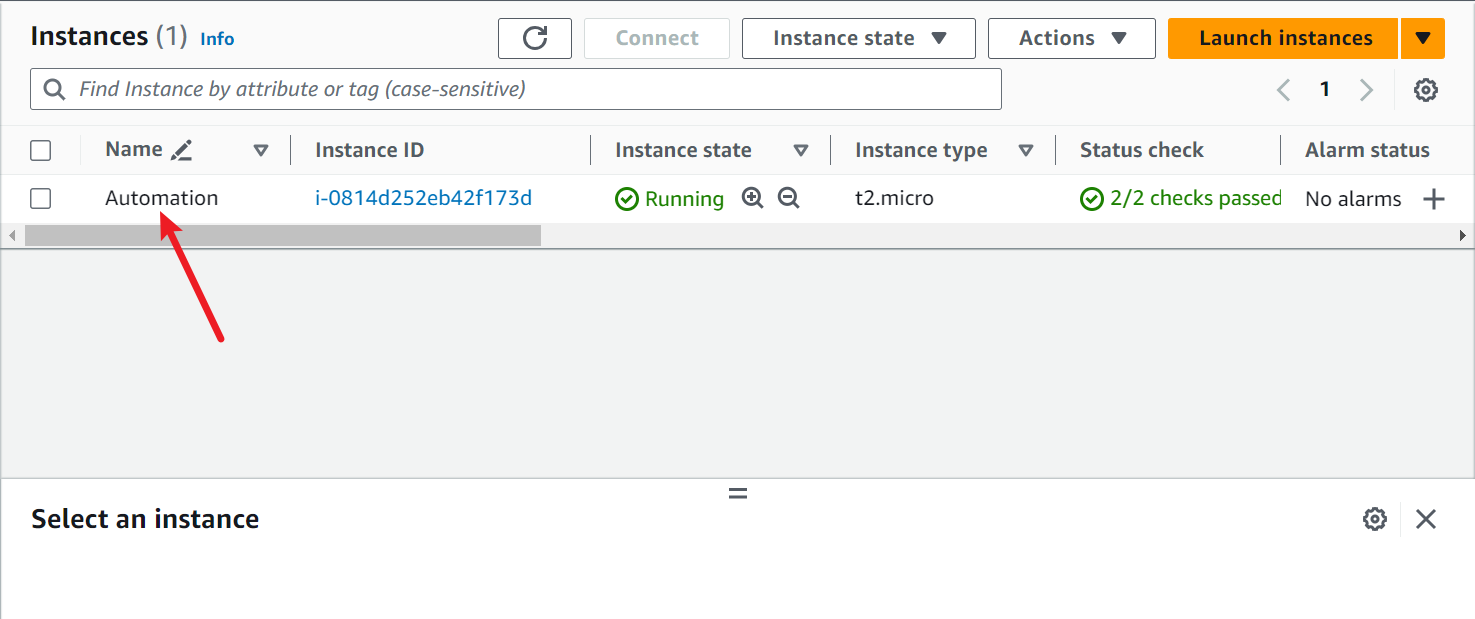 Instances (1) Info
Connect
Instance state
Actions
Launch instances
Find Instance by attribute or tag (case-sensitive)
1
Name Instance ID Instance state Instance type Status check Alarm status
Automation i-0814d252eb42f173d Running t2.micro 2/2 checks passed No alarms
Select an instance